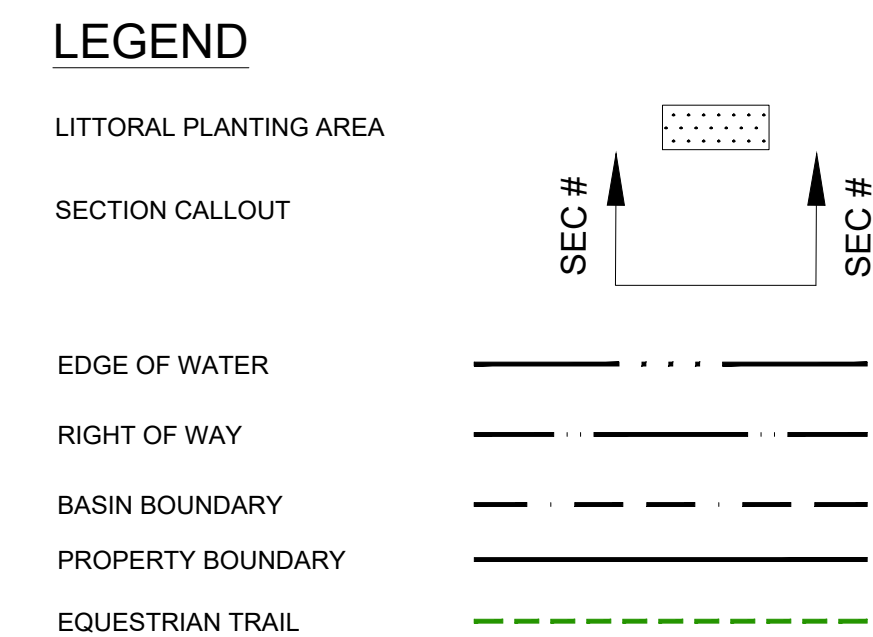 LEGEND
LITTORAL PLANTING AREA
SECTION CALLOUT
SEC #
SEC #
EDGE OF WATER
RIGHT OF WAY
BASIN BOUNDARY
PROPERTY BOUNDARY
EQUESTRIAN TRAIL